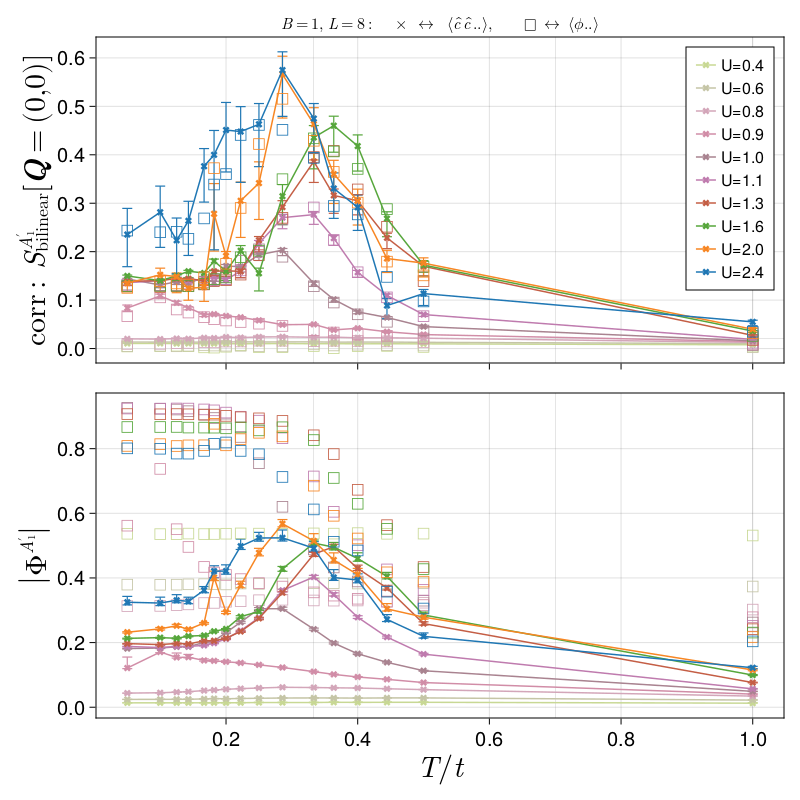 B = 1, L = 8 : × ↔ ⟨ĉ ĉ ..⟩, □ ↔ ⟨ϕ..⟩
corr : S^{A′₁}_{bilinear}[Q = (0,0)]
0.6
0.5
0.4
0.3
0.2
0.1
0.0
U=0.4
U=0.6
U=0.8
U=0.9
U=1.0
U=1.1
U=1.3
U=1.6
U=2.0
U=2.4
|Φ^{A′₁}|
0.8
0.6
0.4
0.2
0.0
0.2 0.4 0.6 0.8 1.0
T/t